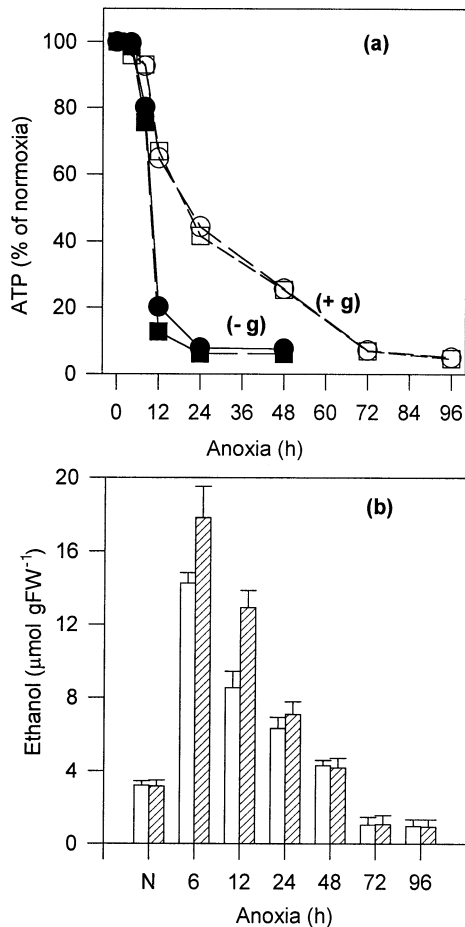 (a)
ATP (% of normoxia)
100
80
60
40
20
0
(- g)
(+ g)
0 12 24 36 48 60 72 84 96
Anoxia (h)
(b)
Ethanol (μmol gFW⁻¹)
20
16
12
8
4
0
N 6 12 24 48 72 96
Anoxia (h)